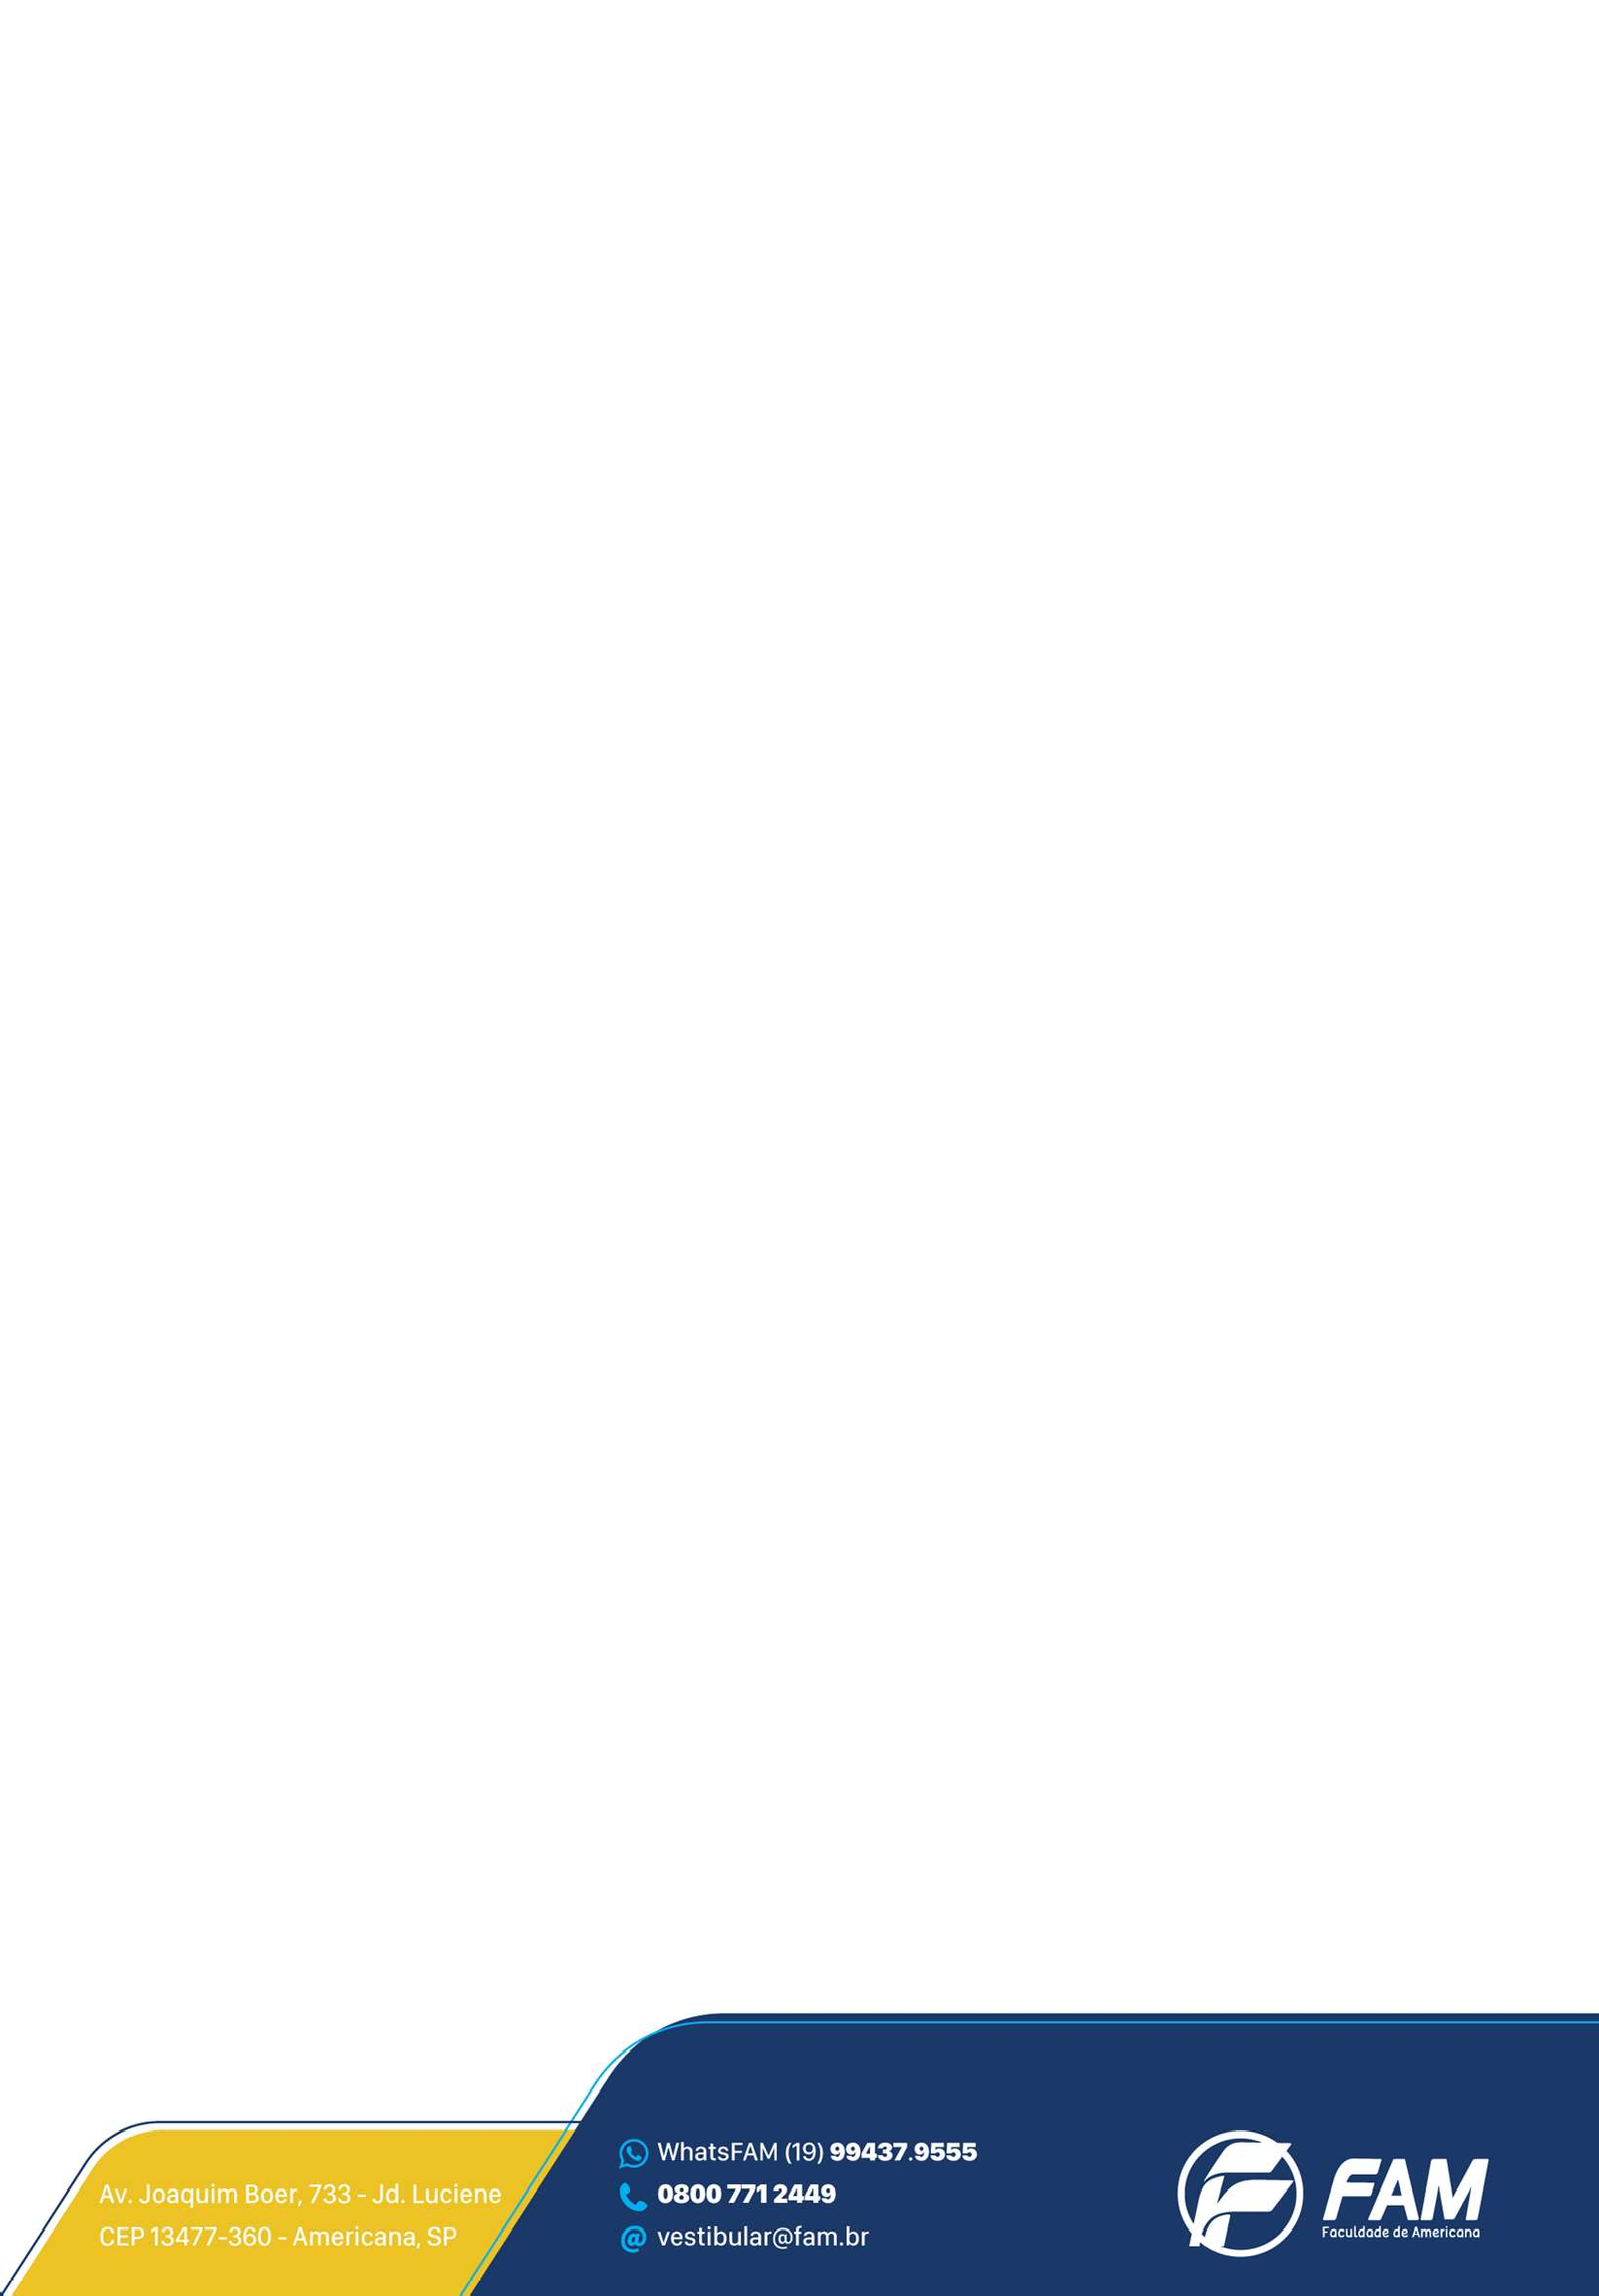 Av. Joaquim Boer, 733 - Jd. Luciene
CEP 13477-360 - Americana, SP
WhatsFAM (19) 99437.9555
0800 771 2449
vestibular@fam.br
FAM
Faculdade de Americana